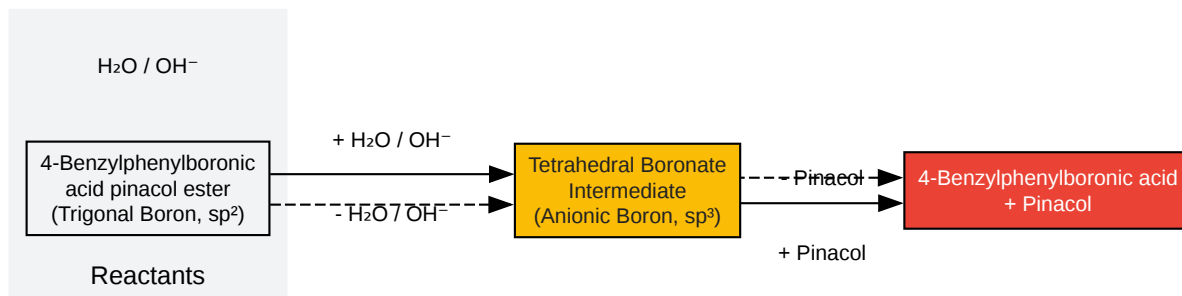 H₂O / OH⁻
4-Benzylphenylboronic
acid pinacol ester
(Trigonal Boron, sp²)
Reactants
+ H₂O / OH⁻
- H₂O / OH⁻
Tetrahedral Boronate
Intermediate
(Anionic Boron, sp³)
- Pinacol
+ Pinacol
4-Benzylphenylboronic acid
+ Pinacol